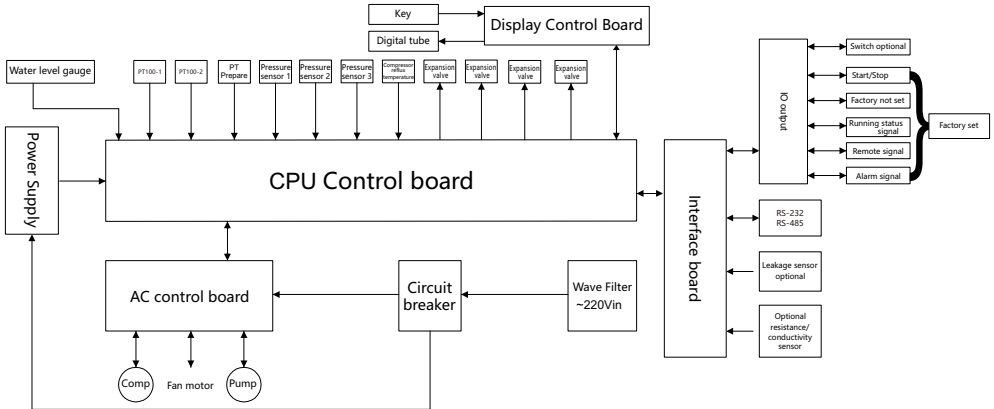 Key
Display Control Board
Digital tube
Water level gauge
PT100-1
PT100-2
PT
Prepare
Pressure
sensor 1
Pressure
sensor 2
Pressure
sensor 3
Compressor
reflus
temperature
Expansion
valve
Expansion
valve
Expansion
valve
Expansion
valve
Power Supply
CPU Control board
AC control board
Comp
Fan motor
Pump
Circuit
breaker
Wave Filter
~220Vin
Interface board
IO output
Switch optional
Start/Stop
Factory not set
Running status
signal
Remote signal
Alarm signal
Factory set
RS-232
RS-485
Leakage sensor
optional
Optional
resistance/
conductivity
sensor